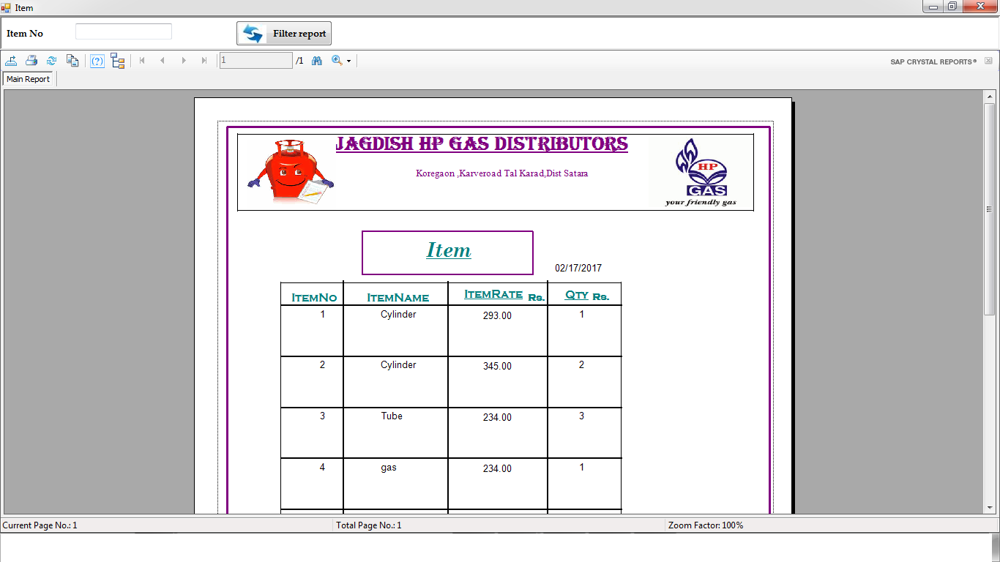 Item
Item No Filter report
1 /1 SAP CRYSTAL REPORTS®
Main Report
JAGDISH HP GAS DISTRIBUTORS
Koregaon ,Karveroad Tal Karad,Dist Satara
HP
GAS
your friendly gas
Item
02/17/2017
ItemNo ItemName ItemRate Rs. Qty Rs.
1 Cylinder 293.00 1
2 Cylinder 345.00 2
3 Tube 234.00 3
4 gas 234.00 1
Current Page No.: 1 Total Page No.: 1 Zoom Factor: 100%